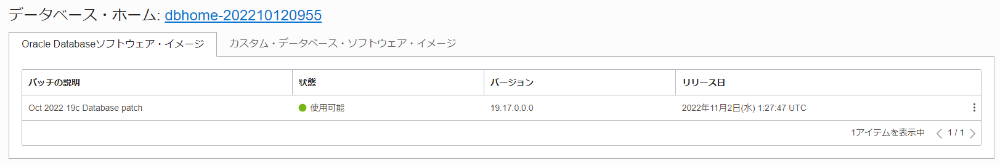 データベース・ホーム: dbhome-202210120955
Oracle Databaseソフトウェア・イメージ カスタム・データベース・ソフトウェア・イメージ
パッチの説明 状態 バージョン リリース日
Oct 2022 19c Database patch 使用可能 19.17.0.0.0 2022年11月2日(水) 1:27:47 UTC
1アイテムを表示中 1 / 1